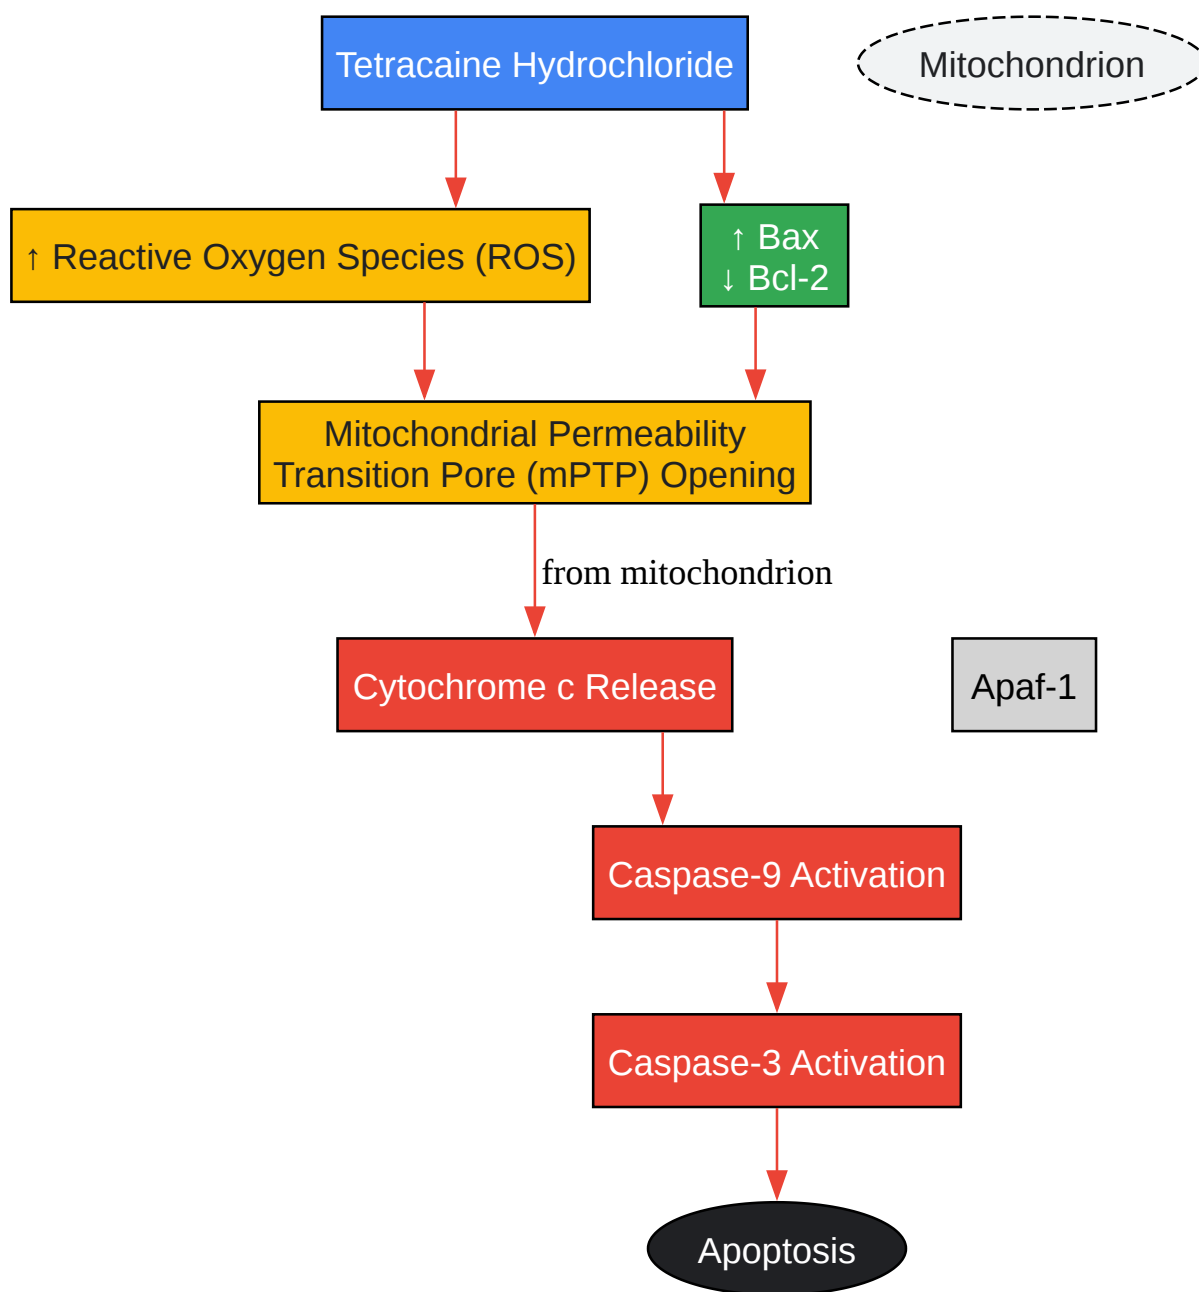 Tetracaine Hydrochloride
Mitochondrion
↑ Reactive Oxygen Species (ROS)
↑ Bax
↓ Bcl-2
Mitochondrial Permeability
Transition Pore (mPTP) Opening
from mitochondrion
Cytochrome c Release
Apaf-1
Caspase-9 Activation
Caspase-3 Activation
Apoptosis